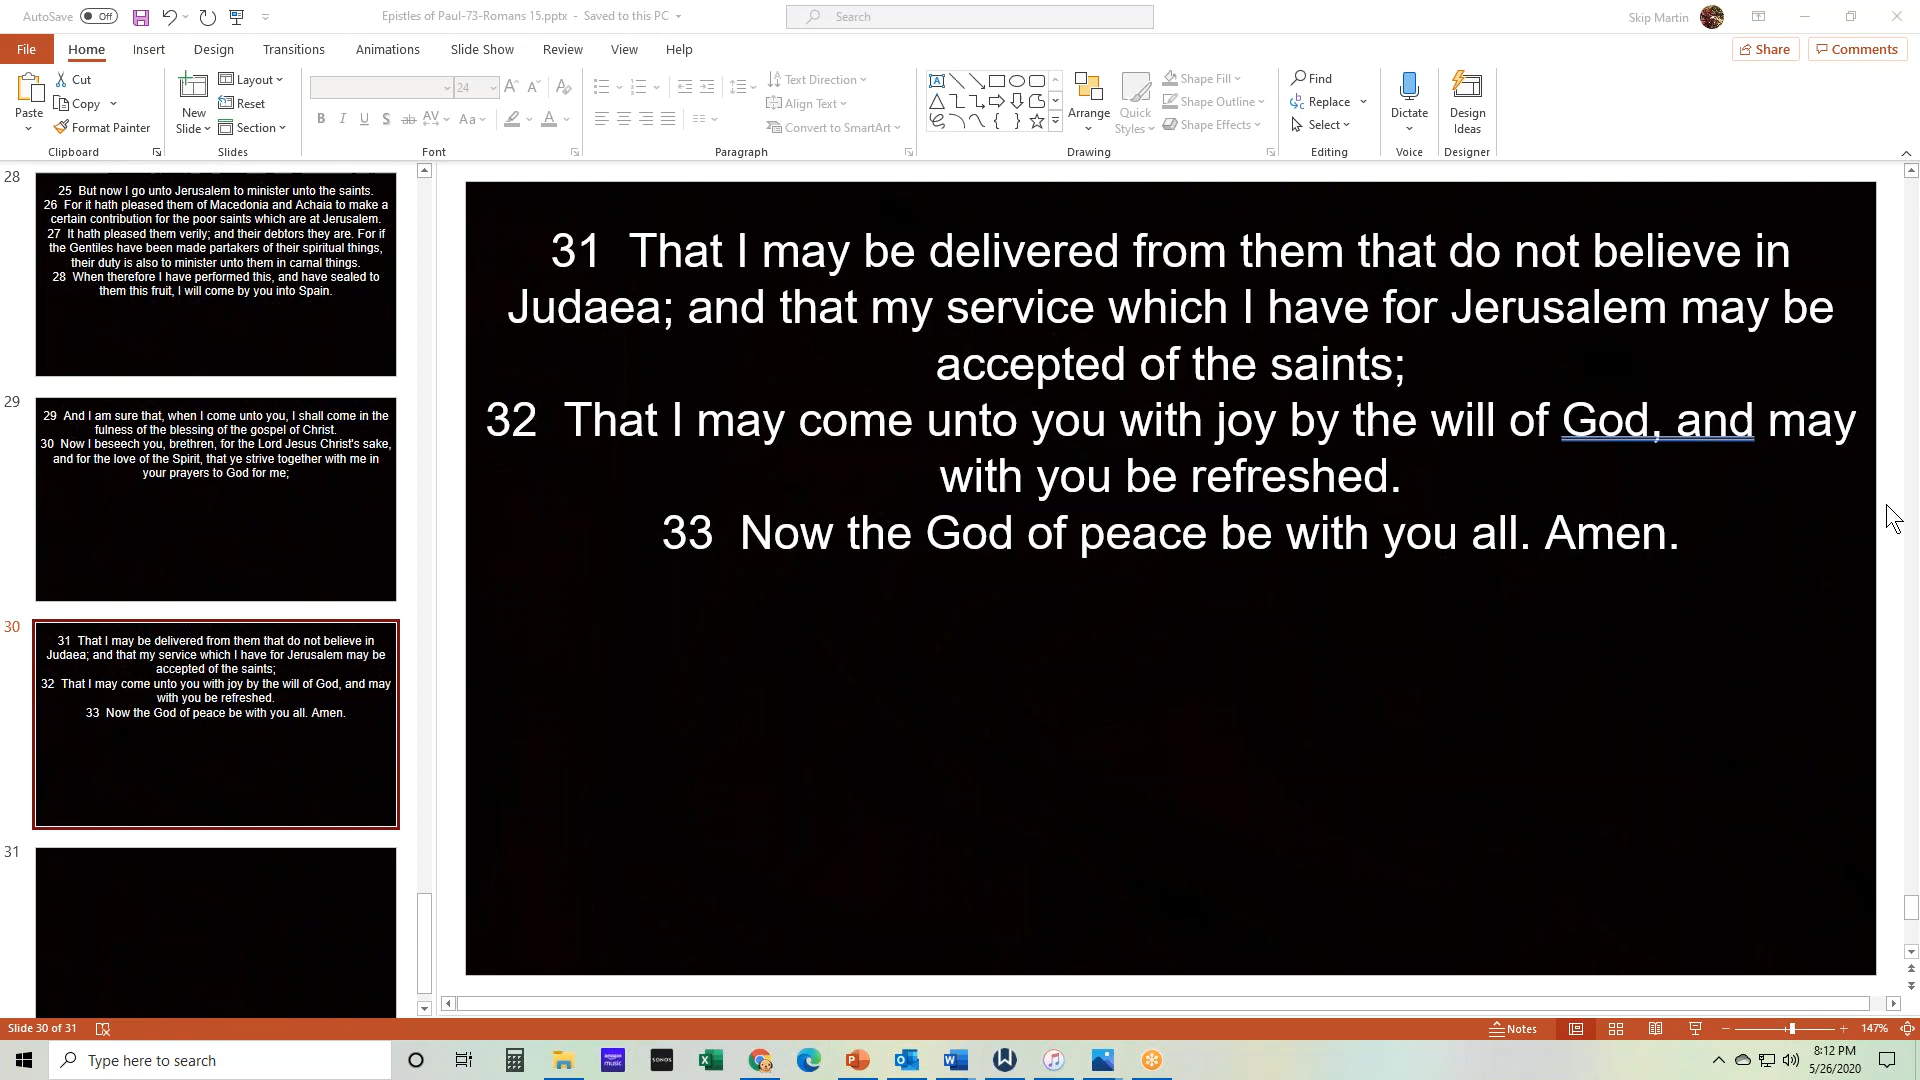 AutoSave Off
Epistles of Paul-73-Romans 15.pptx - Saved to this PC
Search
Skip Martin
File Home Insert Design Transitions Animations Slide Show Review View Help
Share Comments
Paste
Cut
Copy
Format Painter
Clipboard
New Slide
Layout
Reset
Section
Slides
24
Font
Text Direction
Align Text
Convert to SmartArt
Paragraph
Arrange
Quick Styles
Shape Fill
Shape Outline
Shape Effects
Drawing
Find
Replace
Select
Editing
Dictate
Voice
Design Ideas
Designer
28
25 But now I go unto Jerusalem to minister unto the saints.
26 For it hath pleased them of Macedonia and Achaia to make a
certain contribution for the poor saints which are at Jerusalem.
27 It hath pleased them verily; and their debtors they are. For if
the Gentiles have been made partakers of their spiritual things,
their duty is also to minister unto them in carnal things.
28 When therefore I have performed this, and have sealed to
them this fruit, I will come by you into Spain.
29
29 And I am sure that, when I come unto you, I shall come in the
fulness of the blessing of the gospel of Christ.
30 Now I beseech you, brethren, for the Lord Jesus Christ's sake,
and for the love of the Spirit, that ye strive together with me in
your prayers to God for me;
30
31 That I may be delivered from them that do not believe in
Judaea; and that my service which I have for Jerusalem may be
accepted of the saints;
32 That I may come unto you with joy by the will of God, and may
with you be refreshed.
33 Now the God of peace be with you all. Amen.
31
31 That I may be delivered from them that do not believe in
Judaea; and that my service which I have for Jerusalem may be
accepted of the saints;
32 That I may come unto you with joy by the will of God, and may
with you be refreshed.
33 Now the God of peace be with you all. Amen.
Slide 30 of 31
Notes
147%
Type here to search
amazon music
SONOS
8:12 PM
5/26/2020